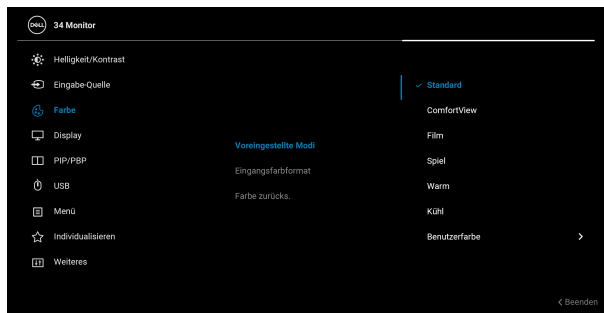 DELL 34 Monitor
Helligkeit/Kontrast
Eingabe-Quelle
Farbe
Display
PIP/PBP
USB
Menü
Individualisieren
Weiteres
Voreingestellte Modi
Eingangsfarbformat
Farbe zurücks.
Standard
ComfortView
Film
Spiel
Warm
Kühl
Benutzerfarbe
Beenden